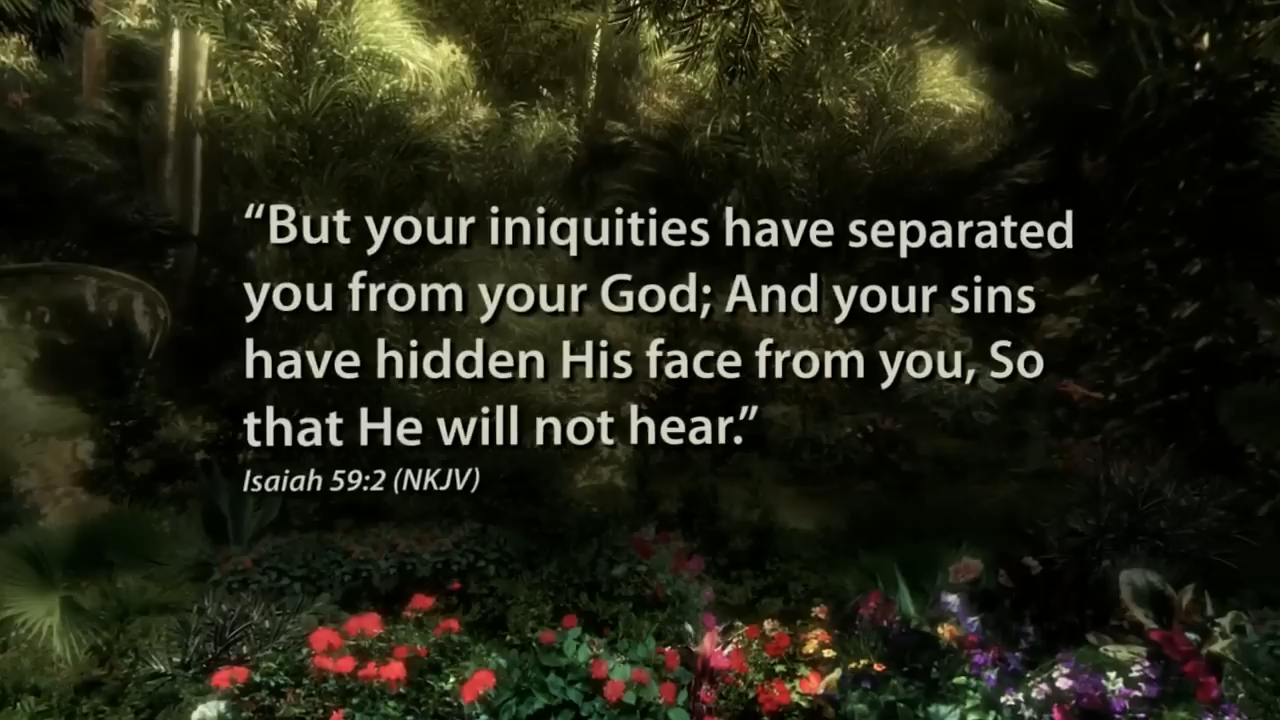 “But your iniquities have separated
you from your God; And your sins
have hidden His face from you, So
that He will not hear.”
Isaiah 59:2 (NKJV)